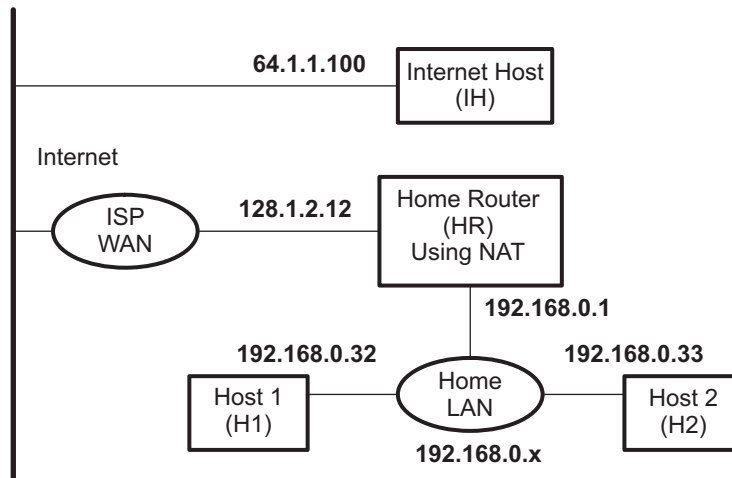 64.1.1.100
Internet Host
(IH)
Internet
ISP
WAN
128.1.2.12
Home Router
(HR)
Using NAT
192.168.0.1
192.168.0.32
192.168.0.33
Host 1
(H1)
Home
LAN
Host 2
(H2)
192.168.0.x